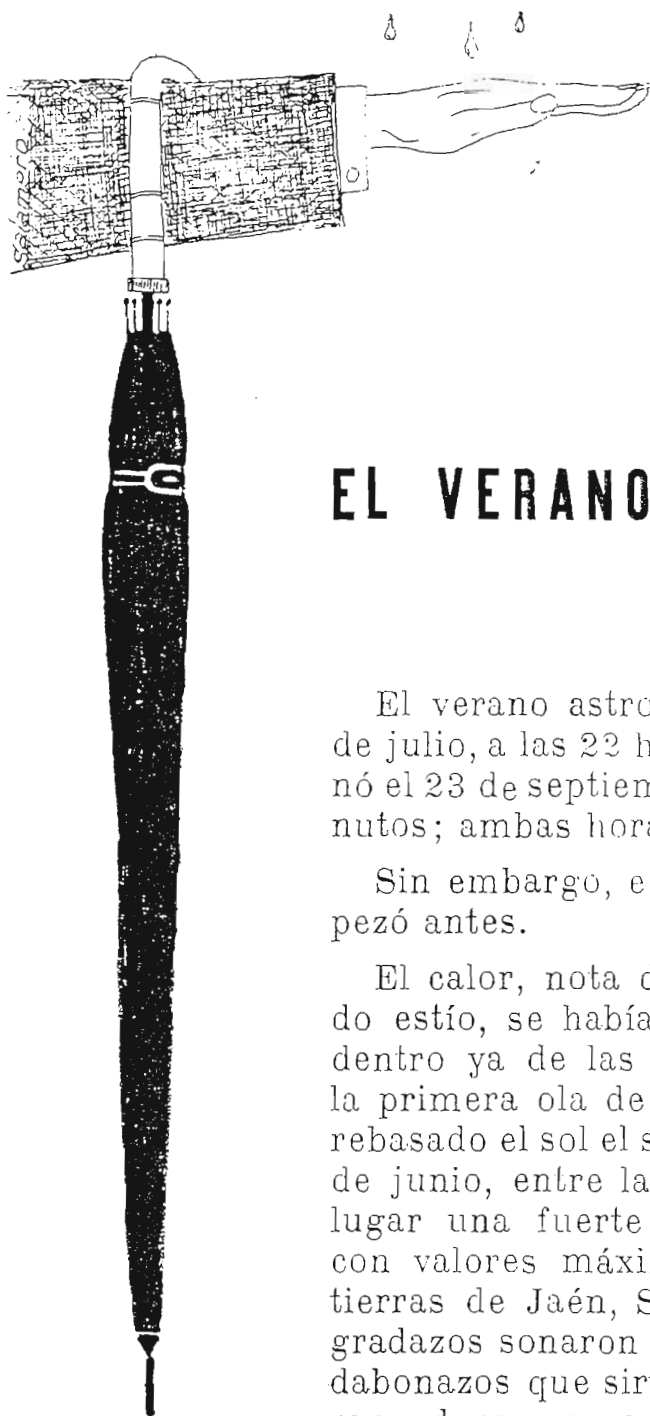 Salamero
EL VERANO
El verano astro
de julio, a las 22 h
nó el 23 de septiem
nutos; ambas hora
Sin embargo, e
pezó antes.
El calor, nota d
do estío, se había
dentro ya de las
la primera ola de
rebasado el sol el s
de junio, entre la
lugar una fuerte
con valores máxi
tierras de Jaén, S
gradazos sonaron
dabonazos que sir